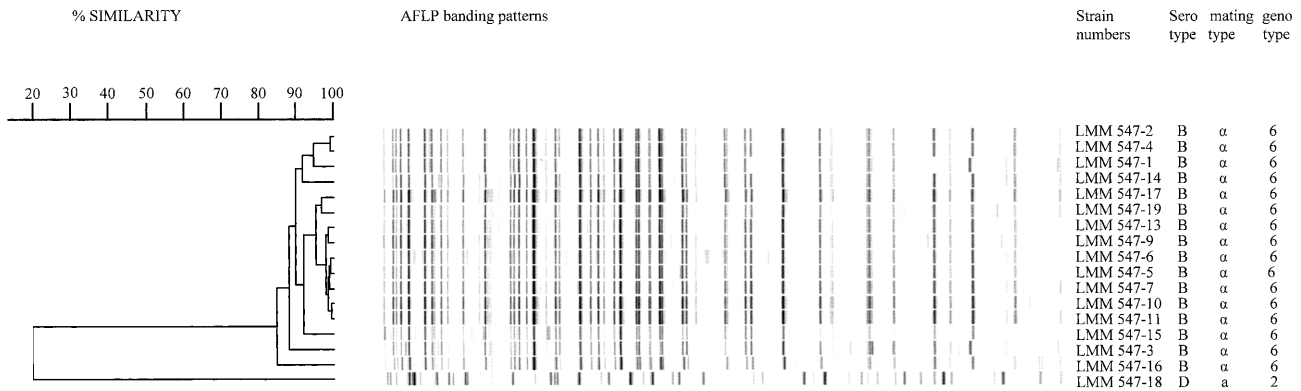 % SIMILARITY AFLP banding patterns Strain Sero mating geno
numbers type type type
20 30 40 50 60 70 80 90 100
LMM 547-2 B α 6
LMM 547-4 B α 6
LMM 547-1 B α 6
LMM 547-14 B α 6
LMM 547-17 B α 6
LMM 547-19 B α 6
LMM 547-13 B α 6
LMM 547-9 B α 6
LMM 547-6 B α 6
LMM 547-5 B α 6
LMM 547-7 B α 6
LMM 547-10 B α 6
LMM 547-11 B α 6
LMM 547-15 B α 6
LMM 547-3 B α 6
LMM 547-16 B α 6
LMM 547-18 D a 2